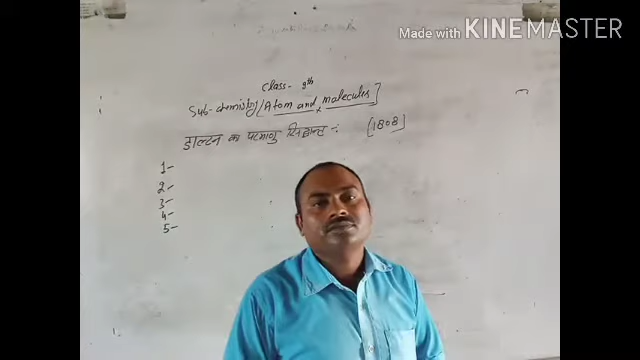 Made with KINEMASTER
Class- 9th
Sub- chemistry [Atom and molecules]
डाल्टन का परमाणु सिद्धान्त :- [1808]
1-
2-
3-
4-
5-